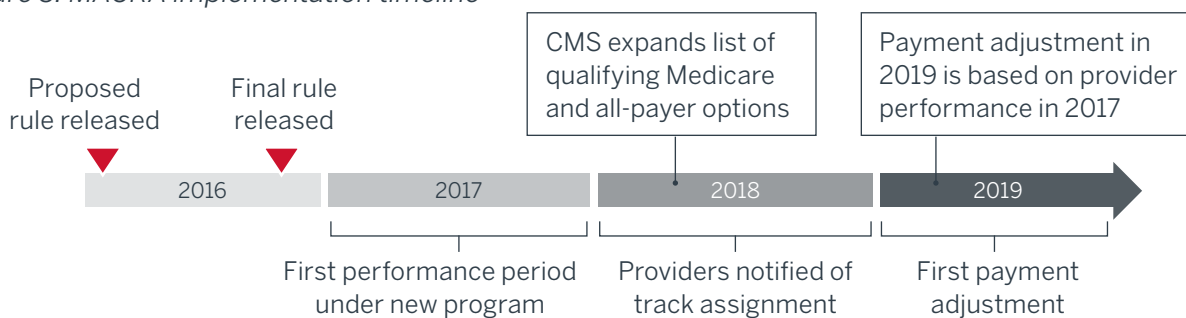 CMS expands list of
qualifying Medicare
and all-payer options
Payment adjustment in
2019 is based on provider
performance in 2017
Proposed
rule released
Final rule
released
2016
2017
2018
2019
First performance period
under new program
Providers notified of
track assignment
First payment
adjustment